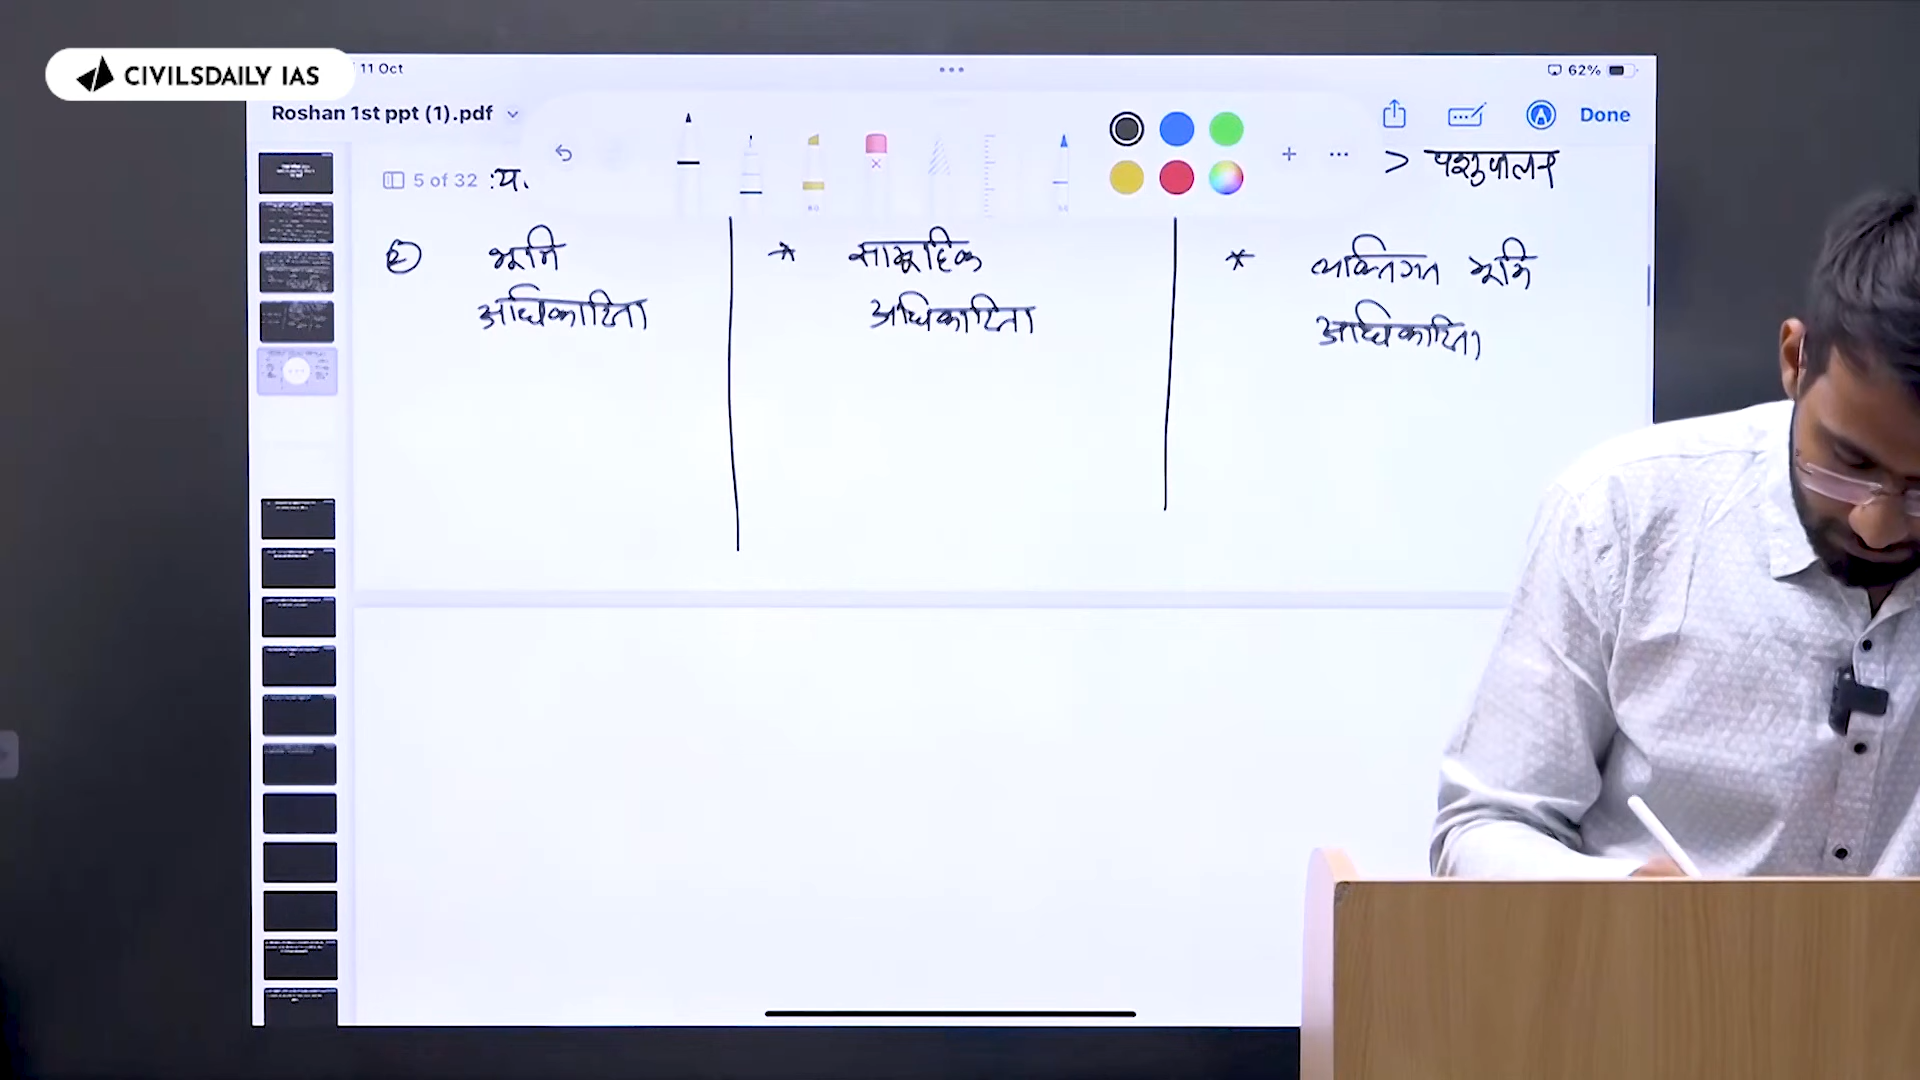 CIVILSDAILY IAS
11 Oct
62%
Roshan 1st ppt (1).pdf
Done
5 of 32 :य.
> पशुपालन
② भूमि
अधिकारिता
* सामूहिक
अधिकारिता
* व्यक्तिगत भूमि
अधिकारिता